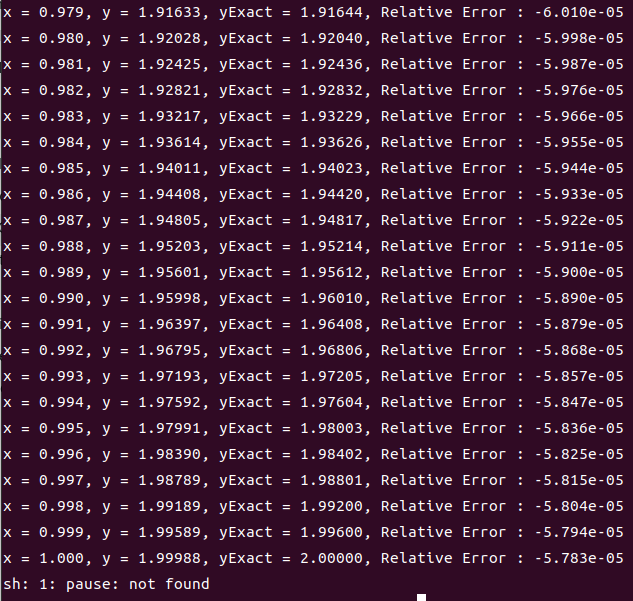 x = 0.979, y = 1.91633, yExact = 1.91644, Relative Error : -6.010e-05
x = 0.980, y = 1.92028, yExact = 1.92040, Relative Error : -5.998e-05
x = 0.981, y = 1.92425, yExact = 1.92436, Relative Error : -5.987e-05
x = 0.982, y = 1.92821, yExact = 1.92832, Relative Error : -5.976e-05
x = 0.983, y = 1.93217, yExact = 1.93229, Relative Error : -5.966e-05
x = 0.984, y = 1.93614, yExact = 1.93626, Relative Error : -5.955e-05
x = 0.985, y = 1.94011, yExact = 1.94023, Relative Error : -5.944e-05
x = 0.986, y = 1.94408, yExact = 1.94420, Relative Error : -5.933e-05
x = 0.987, y = 1.94805, yExact = 1.94817, Relative Error : -5.922e-05
x = 0.988, y = 1.95203, yExact = 1.95214, Relative Error : -5.911e-05
x = 0.989, y = 1.95601, yExact = 1.95612, Relative Error : -5.900e-05
x = 0.990, y = 1.95998, yExact = 1.96010, Relative Error : -5.890e-05
x = 0.991, y = 1.96397, yExact = 1.96408, Relative Error : -5.879e-05
x = 0.992, y = 1.96795, yExact = 1.96806, Relative Error : -5.868e-05
x = 0.993, y = 1.97193, yExact = 1.97205, Relative Error : -5.857e-05
x = 0.994, y = 1.97592, yExact = 1.97604, Relative Error : -5.847e-05
x = 0.995, y = 1.97991, yExact = 1.98003, Relative Error : -5.836e-05
x = 0.996, y = 1.98390, yExact = 1.98402, Relative Error : -5.825e-05
x = 0.997, y = 1.98789, yExact = 1.98801, Relative Error : -5.815e-05
x = 0.998, y = 1.99189, yExact = 1.99200, Relative Error : -5.804e-05
x = 0.999, y = 1.99589, yExact = 1.99600, Relative Error : -5.794e-05
x = 1.000, y = 1.99988, yExact = 2.00000, Relative Error : -5.783e-05
sh: 1: pause: not found